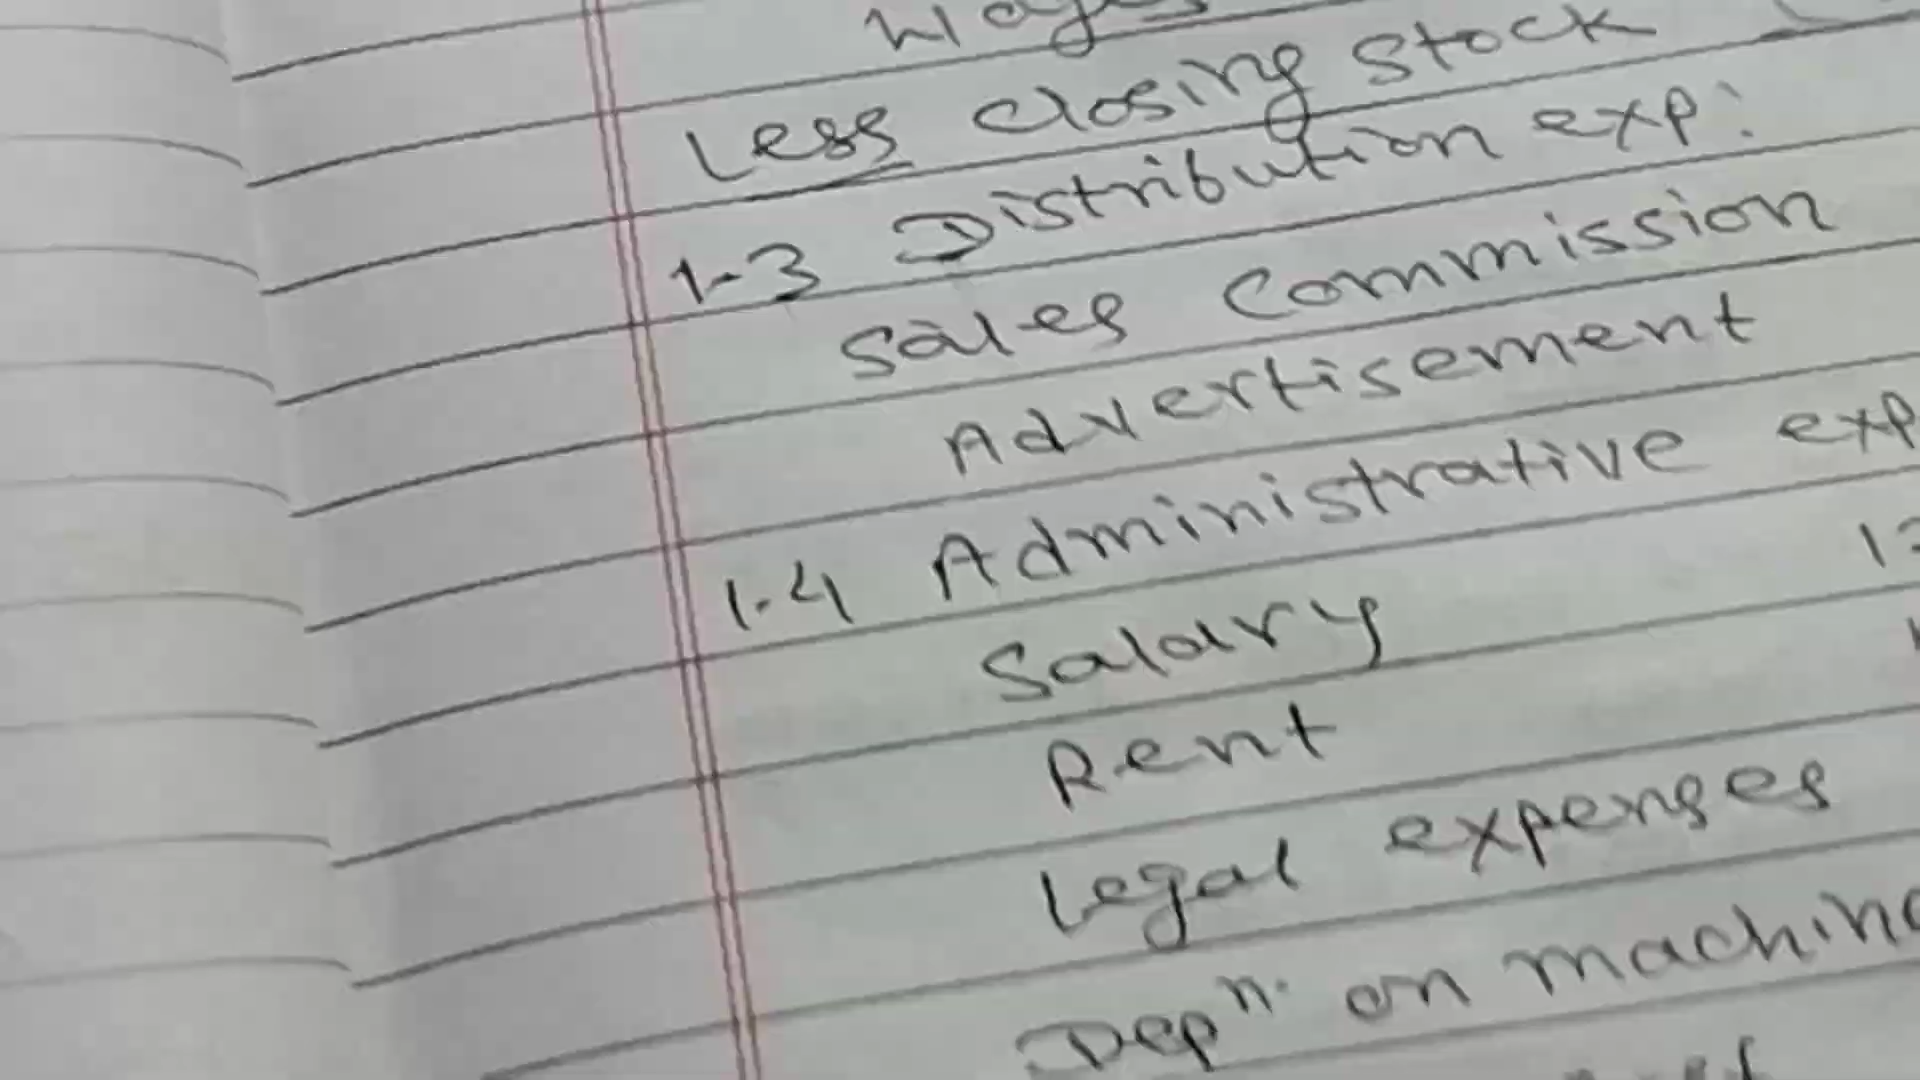 Wages
Less closing stock
1-3 Distribution exp:
Sales Commission
Advertisement
1.4 Administrative exp
Salary
Rent
Legal expenses
Depn. on machine